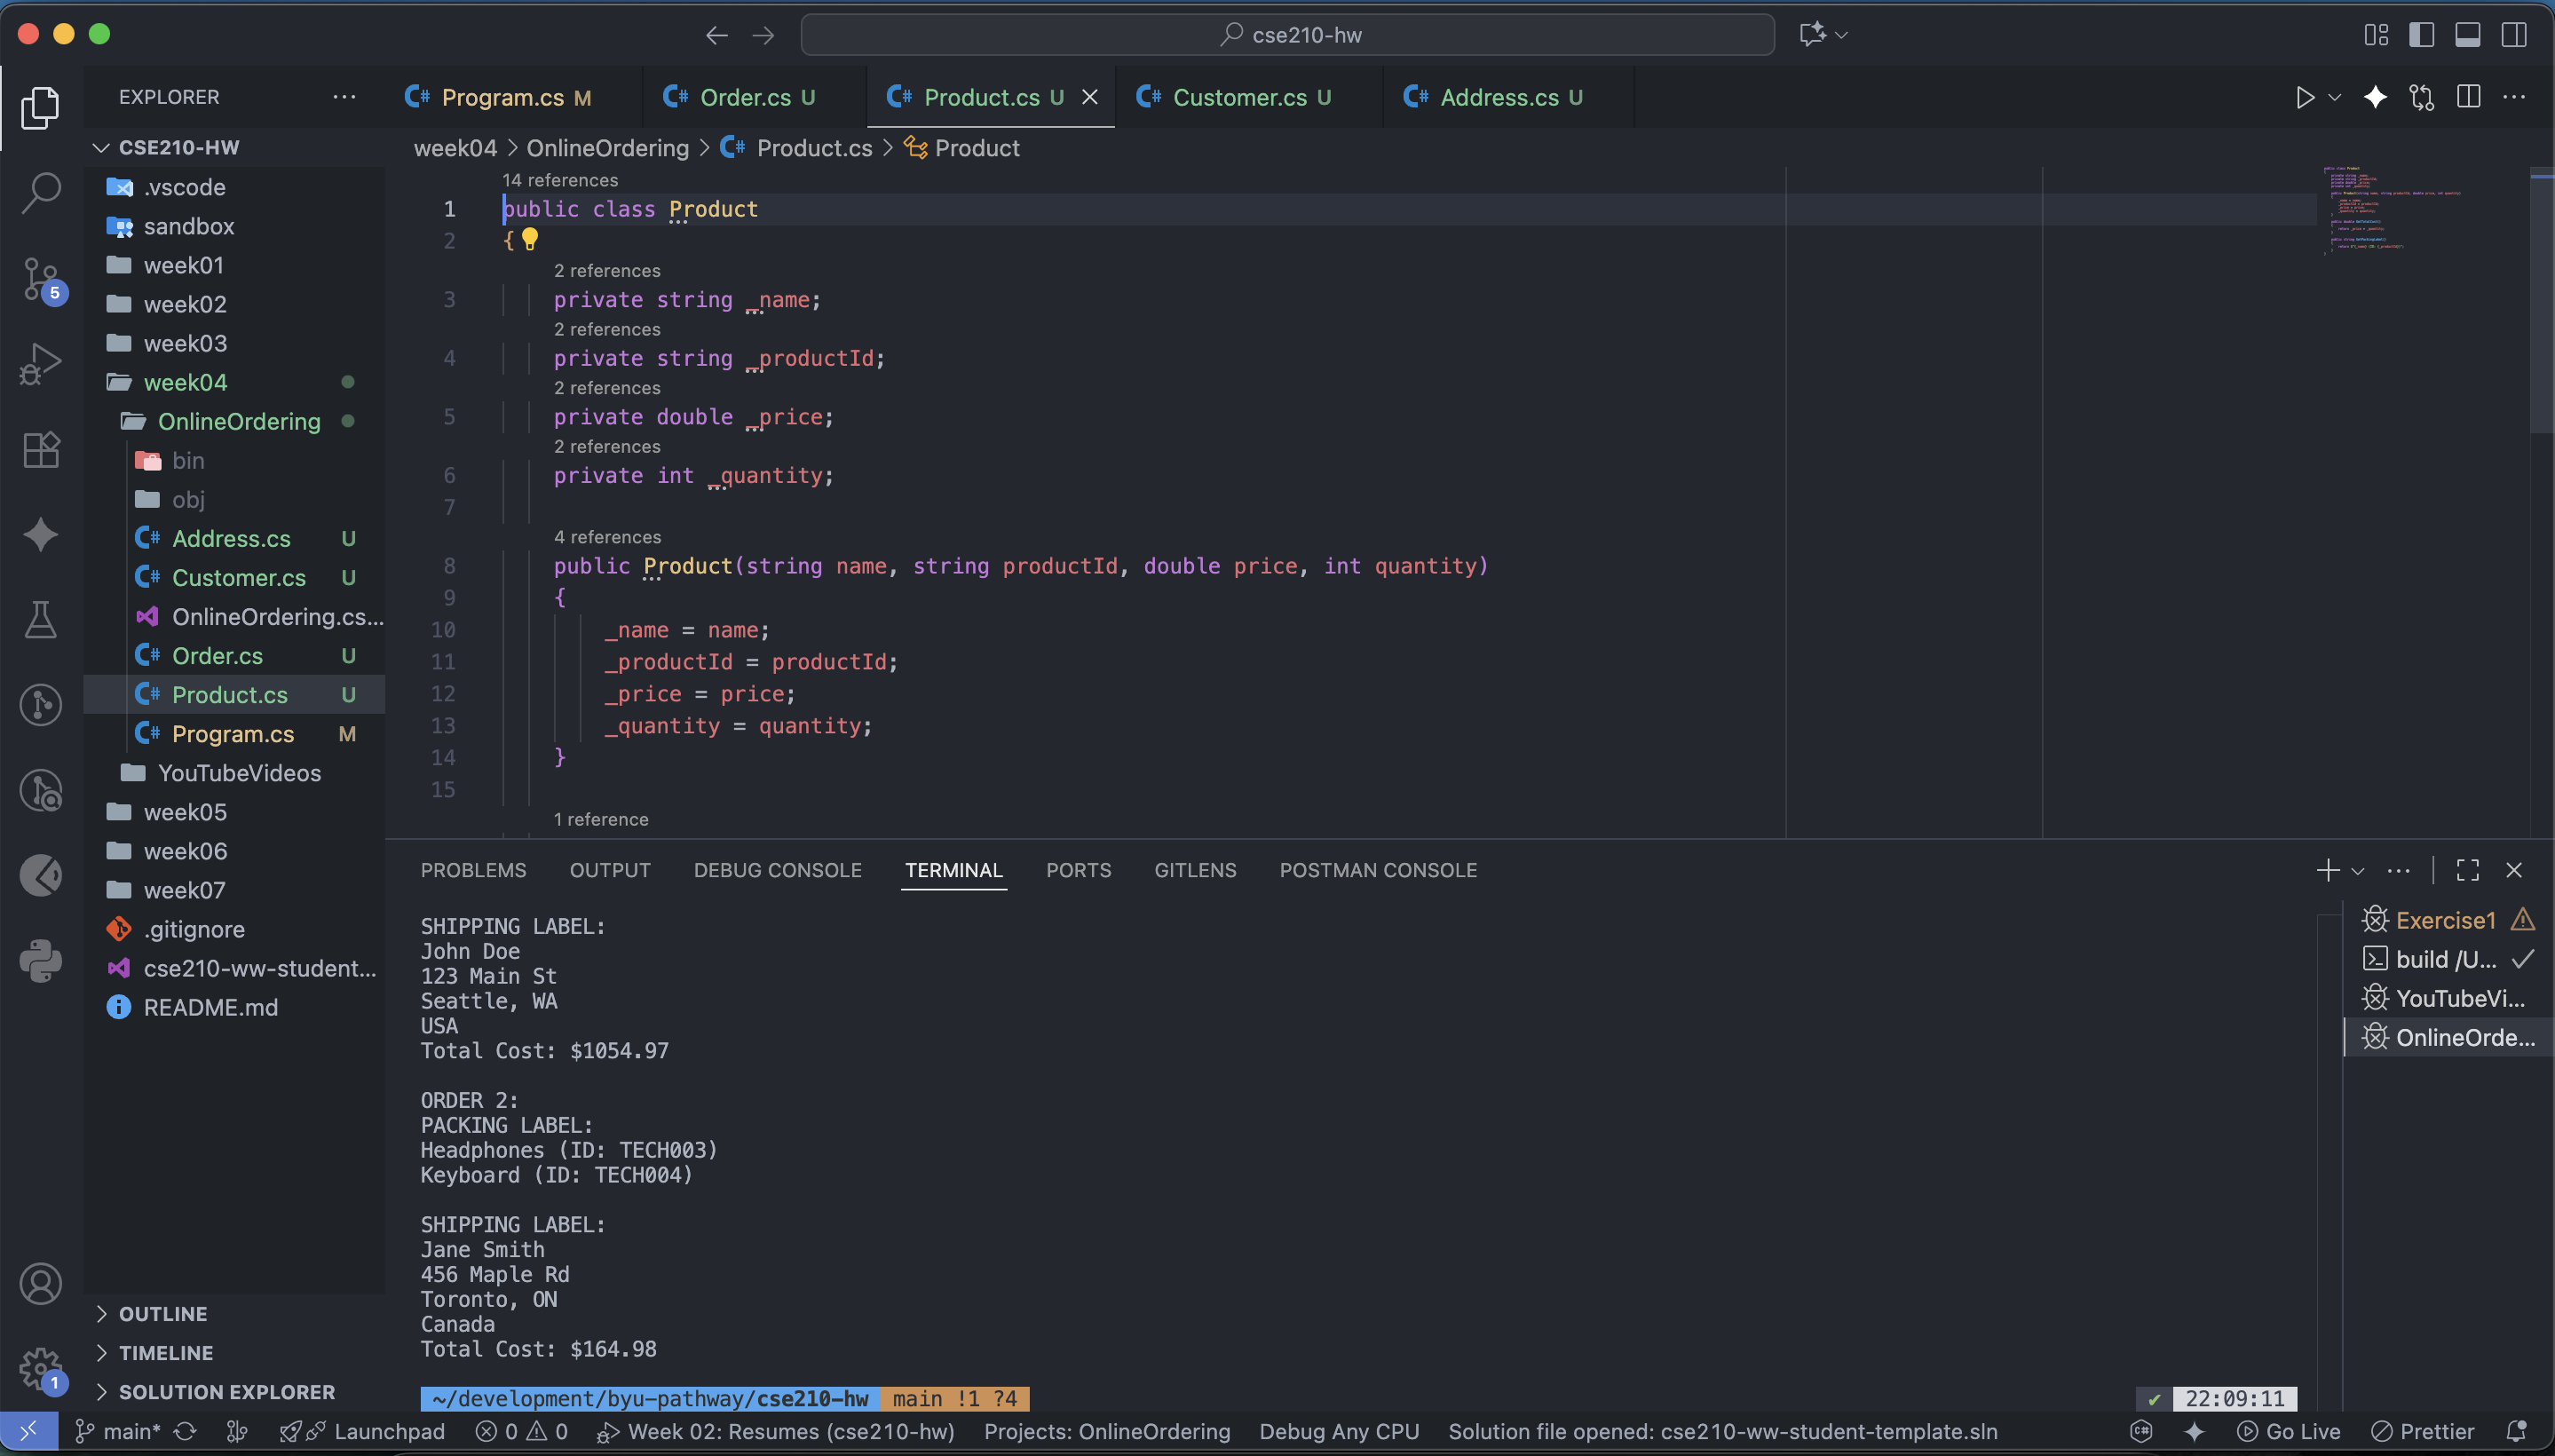 cse210-hw
EXPLORER
Program.cs M
Order.cs U
Product.cs U
Customer.cs U
Address.cs U
CSE210-HW
week04 > OnlineOrdering > Product.cs > Product
.vscode
sandbox
week01
week02
week03
week04
OnlineOrdering
bin
obj
Address.cs U
Customer.cs U
OnlineOrdering.cs...
Order.cs U
Product.cs U
Program.cs M
YouTubeVideos
week05
week06
week07
.gitignore
cse210-ww-student...
README.md
OUTLINE
TIMELINE
SOLUTION EXPLORER
5
1
14 references
1 public class Product
2 {
2 references
3 private string _name;
2 references
4 private string _productId;
2 references
5 private double _price;
2 references
6 private int _quantity;
7
4 references
8 public Product(string name, string productId, double price, int quantity)
9 {
10 _name = name;
11 _productId = productId;
12 _price = price;
13 _quantity = quantity;
14 }
15
1 reference
PROBLEMS OUTPUT DEBUG CONSOLE TERMINAL PORTS GITLENS POSTMAN CONSOLE
SHIPPING LABEL:
John Doe
123 Main St
Seattle, WA
USA
Total Cost: $1054.97
ORDER 2:
PACKING LABEL:
Headphones (ID: TECH003)
Keyboard (ID: TECH004)
SHIPPING LABEL:
Jane Smith
456 Maple Rd
Toronto, ON
Canada
Total Cost: $164.98
~/development/byu-pathway/cse210-hw main !1 ?4
✔ 22:09:11
Exercise1
build /U...
YouTubeVi...
OnlineOrde...
main* Launchpad 0 0 Week 02: Resumes (cse210-hw) Projects: OnlineOrdering Debug Any CPU Solution file opened: cse210-ww-student-template.sln Go Live Prettier